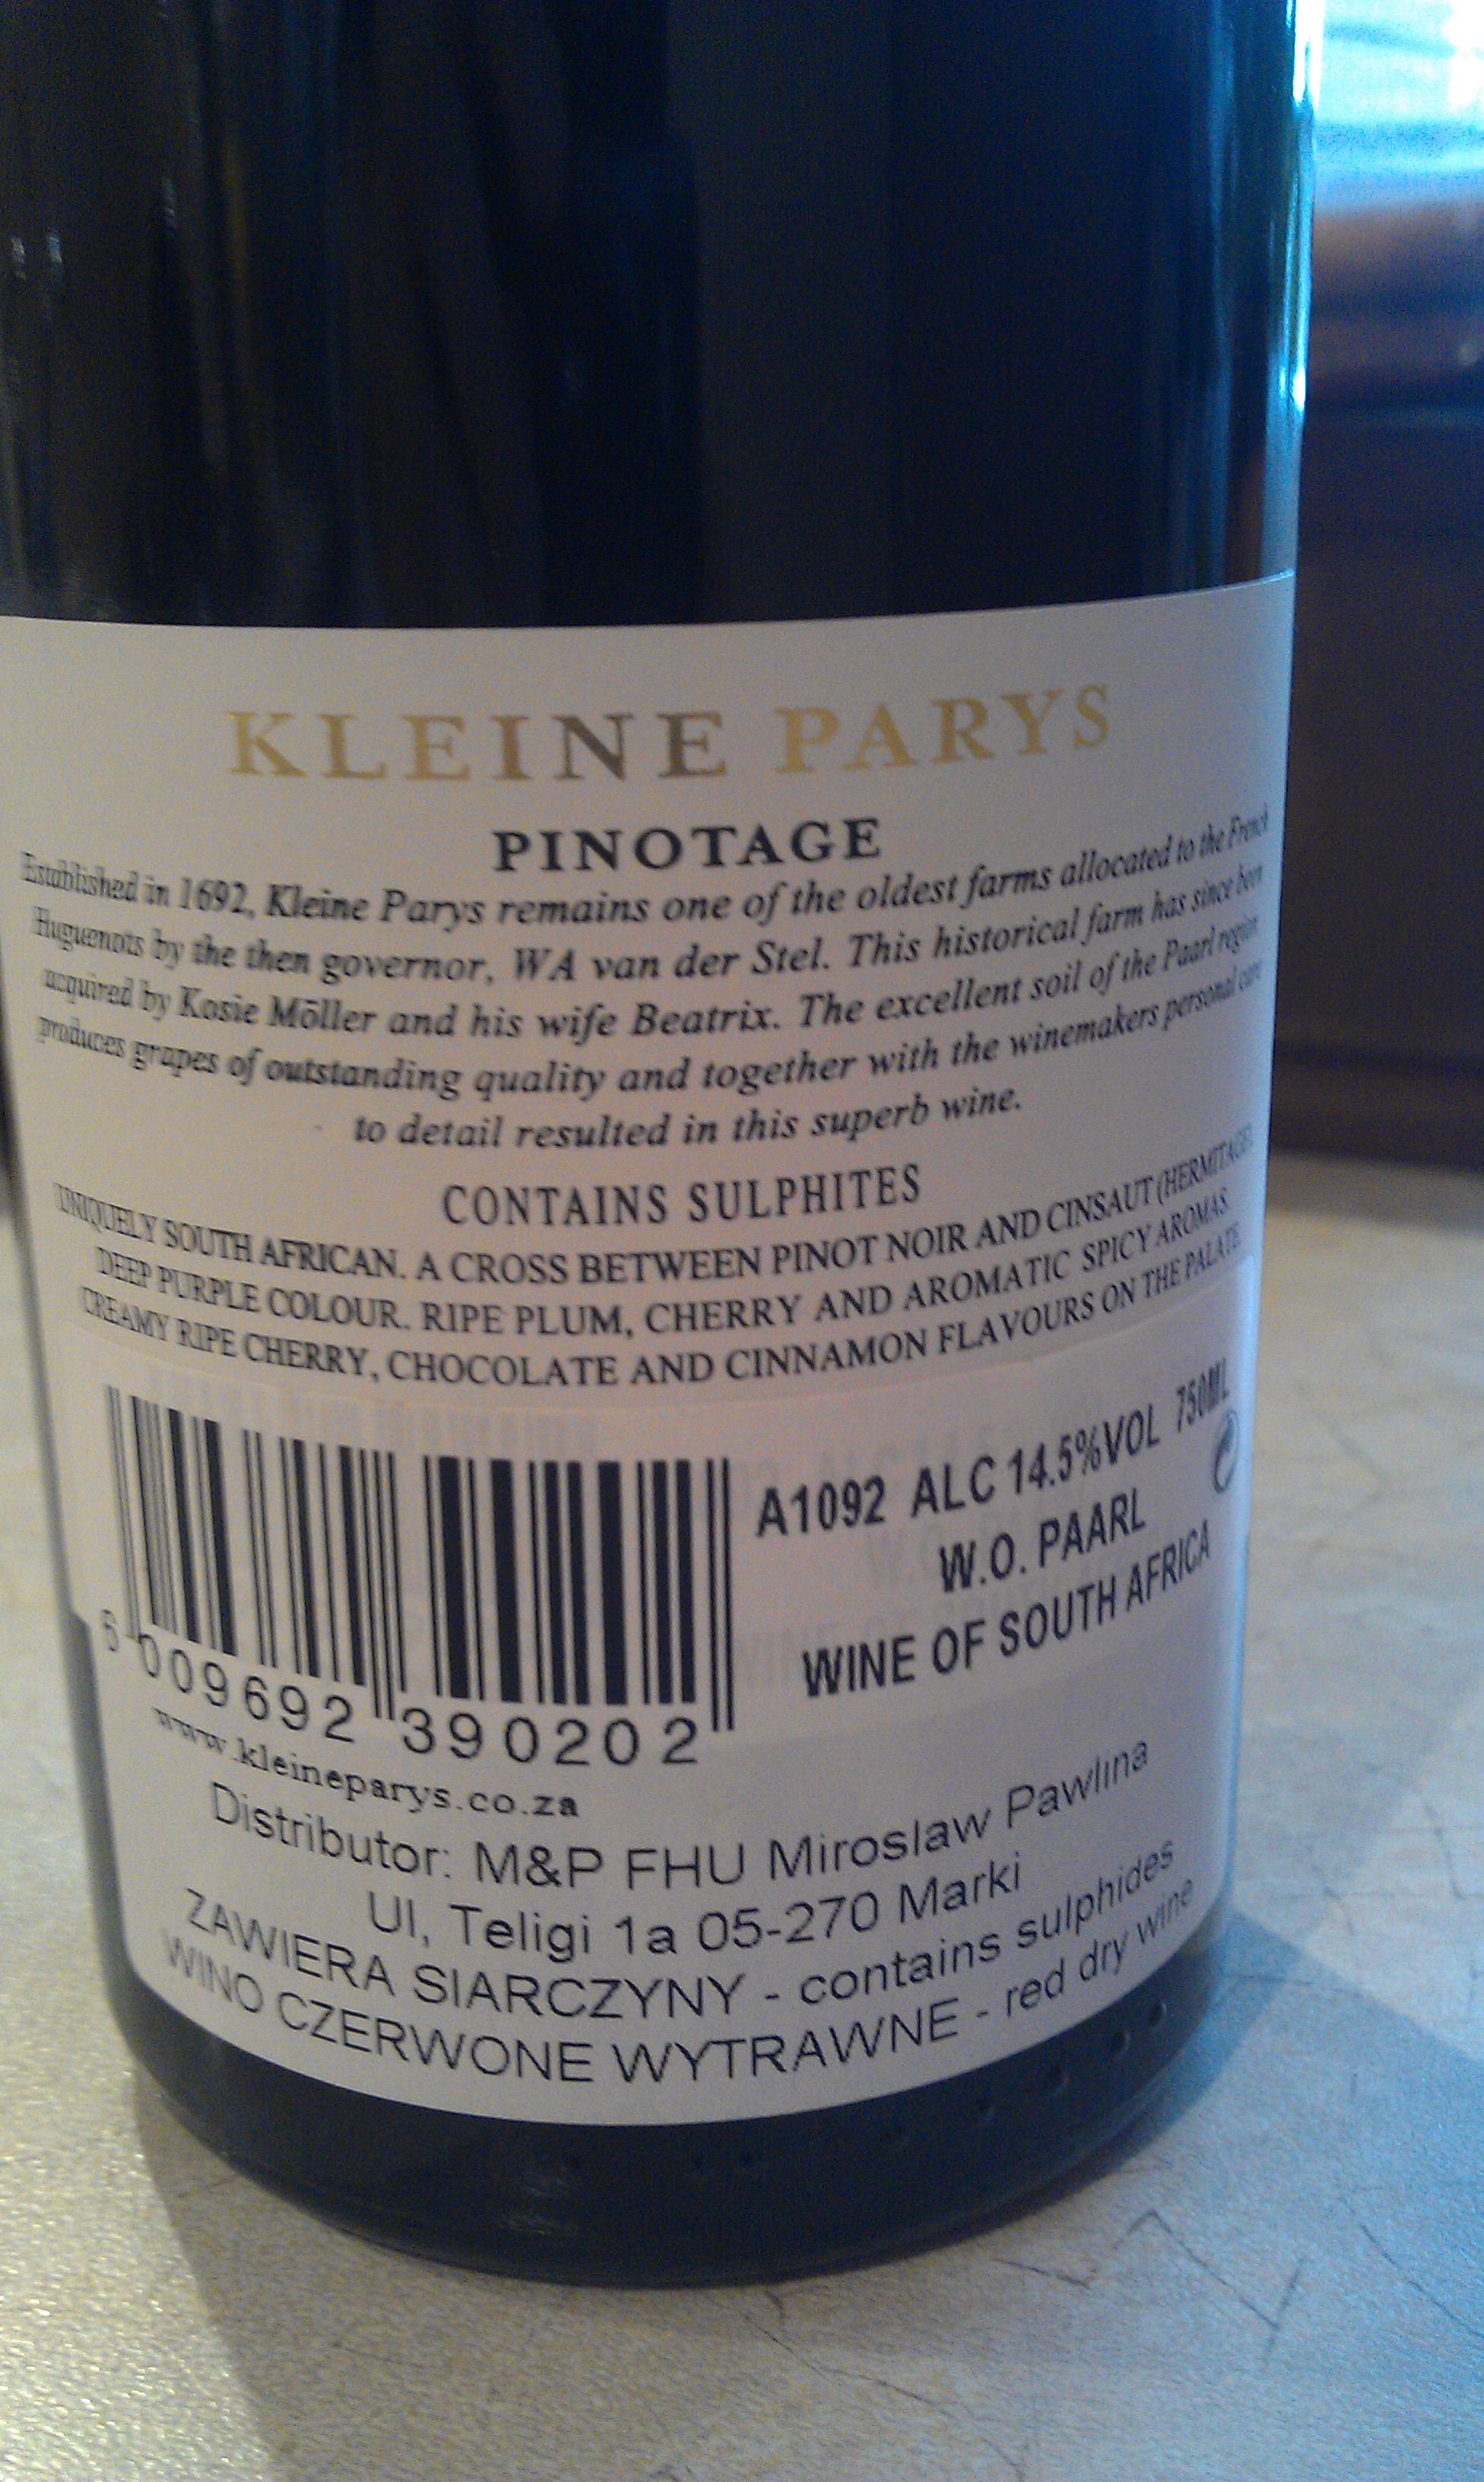 KLEINE PARYS
PINOTAGE
Established in 1692, Kleine Parys remains one of the oldest farms allocated to the French
Huguenots by the then governor, WA van der Stel. This historical farm has since been
acquired by Kosie Möller and his wife Beatrix. The excellent soil of the Paarl region
produces grapes of outstanding quality and together with the winemakers personal care
to detail resulted in this superb wine.
CONTAINS SULPHITES
UNIQUELY SOUTH AFRICAN. A CROSS BETWEEN PINOT NOIR AND CINSAUT (HERMITAGE)
DEEP PURPLE COLOUR. RIPE PLUM, CHERRY AND AROMATIC SPICY AROMAS.
CREAMY RIPE CHERRY, CHOCOLATE AND CINNAMON FLAVOURS ON THE PALATE
A1092 ALC 14.5%VOL 750ML
W.O. PAARL
WINE OF SOUTH AFRICA
6 009692 390202
www.kleineparys.co.za
Distributor: M&P FHU Miroslaw Pawlina
Ul, Teligi 1a 05-270 Marki
ZAWIERA SIARCZYNY - contains sulphides
WINO CZERWONE WYTRAWNE - red dry wine